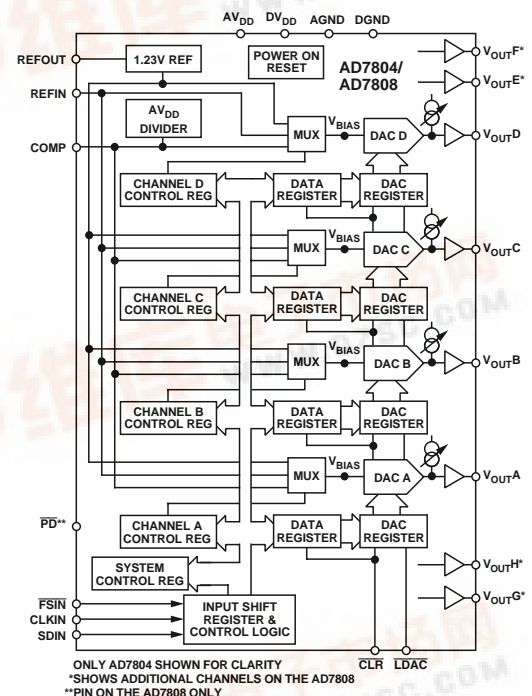 AVDD DVDD AGND DGND
REFOUT
1.23V REF
POWER ON
RESET
AD7804/
AD7808
VOUTF*
VOUTE*
REFIN
AVDD
DIVIDER
MUX
VBIAS
DAC D
VOUTD
COMP
CHANNEL D
CONTROL REG
DATA
REGISTER
DAC
REGISTER
MUX
VBIAS
DAC C
VOUTC
CHANNEL C
CONTROL REG
DATA
REGISTER
DAC
REGISTER
MUX
VBIAS
DAC B
VOUTB
CHANNEL B
CONTROL REG
DATA
REGISTER
DAC
REGISTER
MUX
VBIAS
DAC A
VOUTA
PD**
CHANNEL A
CONTROL REG
DATA
REGISTER
DAC
REGISTER
SYSTEM
CONTROL REG
VOUTH*
VOUTG*
FSIN
CLKIN
SDIN
INPUT SHIFT
REGISTER &
CONTROL LOGIC
CLR LDAC
ONLY AD7804 SHOWN FOR CLARITY
*SHOWS ADDITIONAL CHANNELS ON THE AD7808
**PIN ON THE AD7808 ONLY